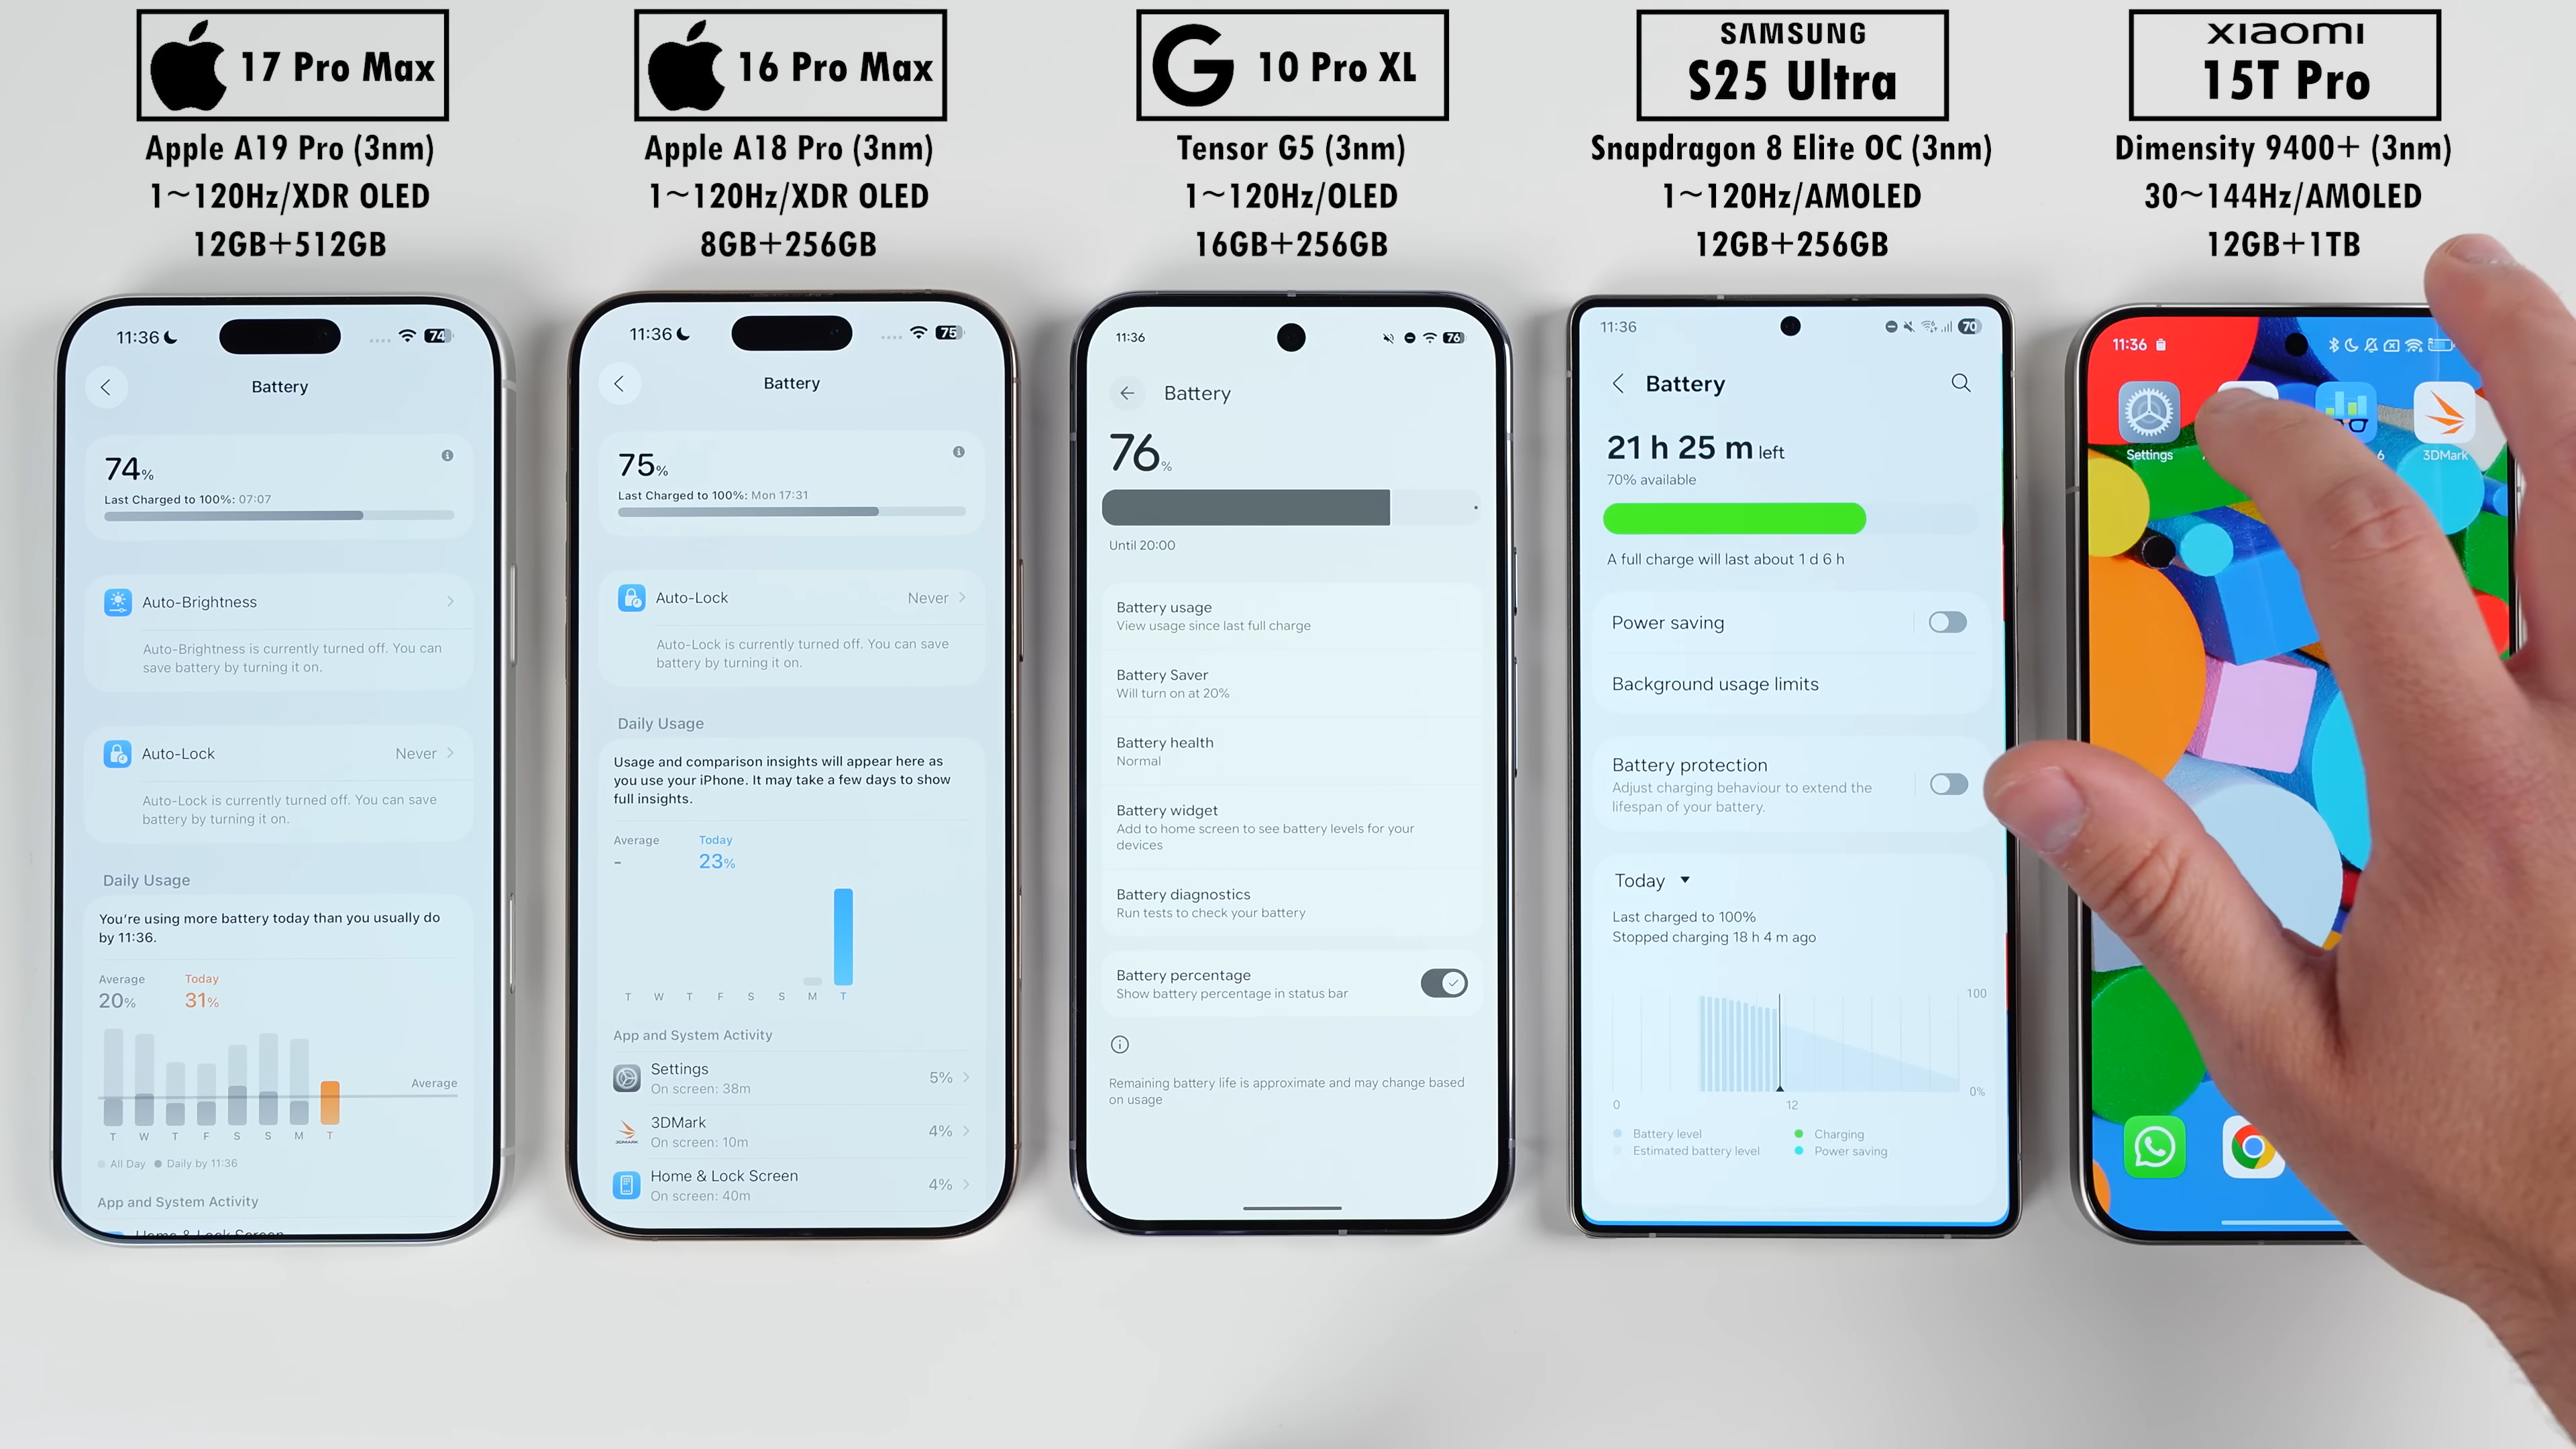 17 Pro Max
Apple A19 Pro (3nm)
1~120Hz/XDR OLED
12GB+512GB
16 Pro Max
Apple A18 Pro (3nm)
1~120Hz/XDR OLED
8GB+256GB
G 10 Pro XL
Tensor G5 (3nm)
1~120Hz/OLED
16GB+256GB
SAMSUNG
S25 Ultra
Snapdragon 8 Elite OC (3nm)
1~120Hz/AMOLED
12GB+256GB
xiaomi
15T Pro
Dimensity 9400+ (3nm)
30~144Hz/AMOLED
12GB+1TB
11:36
74
Battery
74%
Last Charged to 100%: 07:07
Auto-Brightness
Auto-Brightness is currently turned off. You can
save battery by turning it on.
Auto-Lock Never
Auto-Lock is currently turned off. You can save
battery by turning it on.
Daily Usage
You're using more battery today than you usually do
by 11:36.
Average Today
20% 31%
Average
T W T F S S M T
All Day Daily by 11:36
App and System Activity
Home & Lock Screen
11:36
75
Battery
75%
Last Charged to 100%: Mon 17:31
Auto-Lock Never
Auto-Lock is currently turned off. You can save
battery by turning it on.
Daily Usage
Usage and comparison insights will appear here as
you use your iPhone. It may take a few days to show
full insights.
Average Today
- 23%
T W T F S S M T
App and System Activity
Settings 5%
On screen: 38m
3DMark 4%
On screen: 10m
3DMARK
Home & Lock Screen 4%
On screen: 40m
11:36
76
Battery
76%
Until 20:00
Battery usage
View usage since last full charge
Battery Saver
Will turn on at 20%
Battery health
Normal
Battery widget
Add to home screen to see battery levels for your
devices
Battery diagnostics
Run tests to check your battery
Battery percentage
Show battery percentage in status bar
Remaining battery life is approximate and may change based
on usage
11:36
70
Battery
21 h 25 m left
70% available
A full charge will last about 1 d 6 h
Power saving
Background usage limits
Battery protection
Adjust charging behaviour to extend the
lifespan of your battery.
Today
Last charged to 100%
Stopped charging 18 h 4 m ago
100
0%
0 12
Battery level Charging
Estimated battery level Power saving
11:36
Settings 6 3DMark